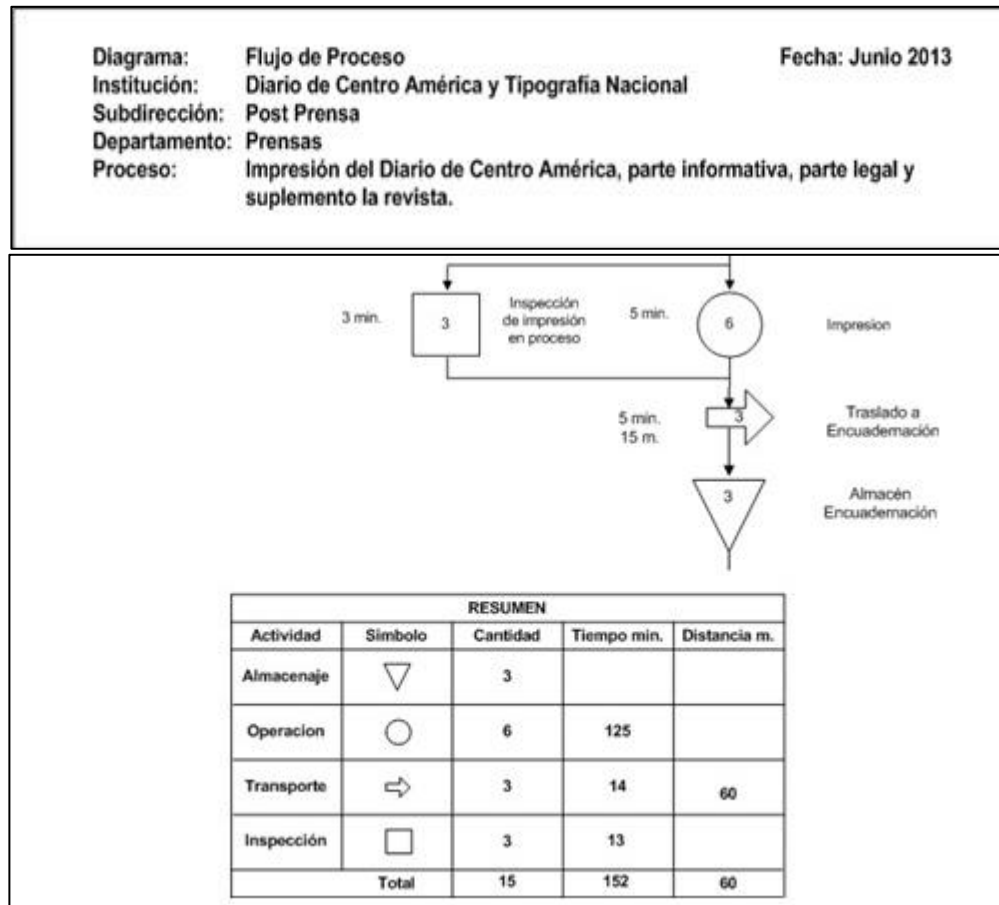 Diagrama: Flujo de Proceso Fecha: Junio 2013
Institución: Diario de Centro América y Tipografía Nacional
Subdirección: Post Prensa
Departamento: Prensas
Proceso: Impresión del Diario de Centro América, parte informativa, parte legal y
suplemento la revista.
3 min.
3
Inspección
de impresión
en proceso
5 min.
6
Impresion
5 min.
15 m.
3
Traslado a
Encuadernación
3
Almacén
Encuadernación
RESUMEN
Actividad Simbolo Cantidad Tiempo min. Distancia m.
Almacenaje 3
Operacion 6 125
Transporte 3 14 60
Inspección 3 13
Total 15 152 60